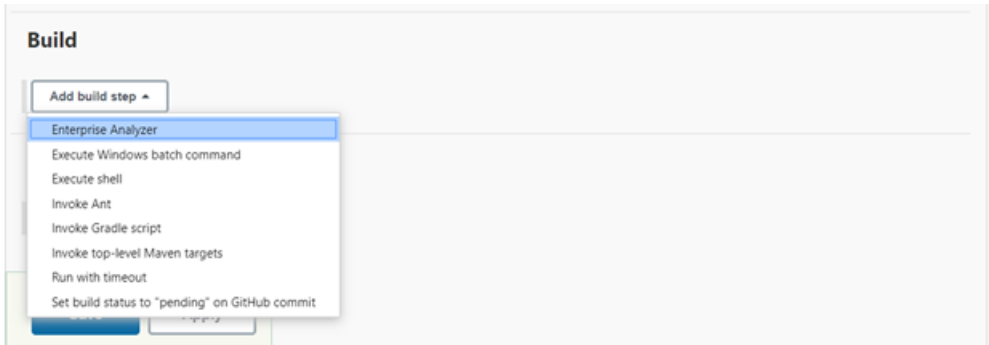 Build
Add build step
Enterprise Analyzer
Execute Windows batch command
Execute shell
Invoke Ant
Invoke Gradle script
Invoke top-level Maven targets
Run with timeout
Set build status to "pending" on GitHub commit